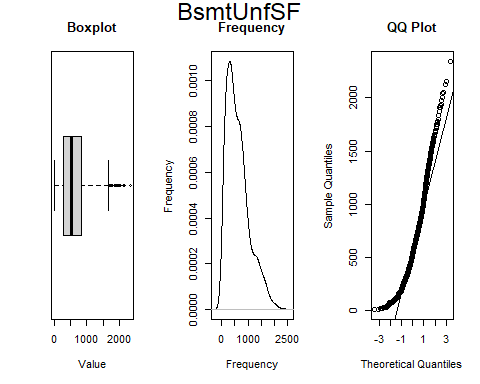 BsmtUnfSF
Boxplot
0 1000 2000
Value
Frequency
Frequency
0.0000 0.0002 0.0004 0.0006 0.0008 0.0010
0 1000 2500
Frequency
QQ Plot
Sample Quantiles
0 500 1000 1500 2000
-3 -1 1 3
Theoretical Quantiles